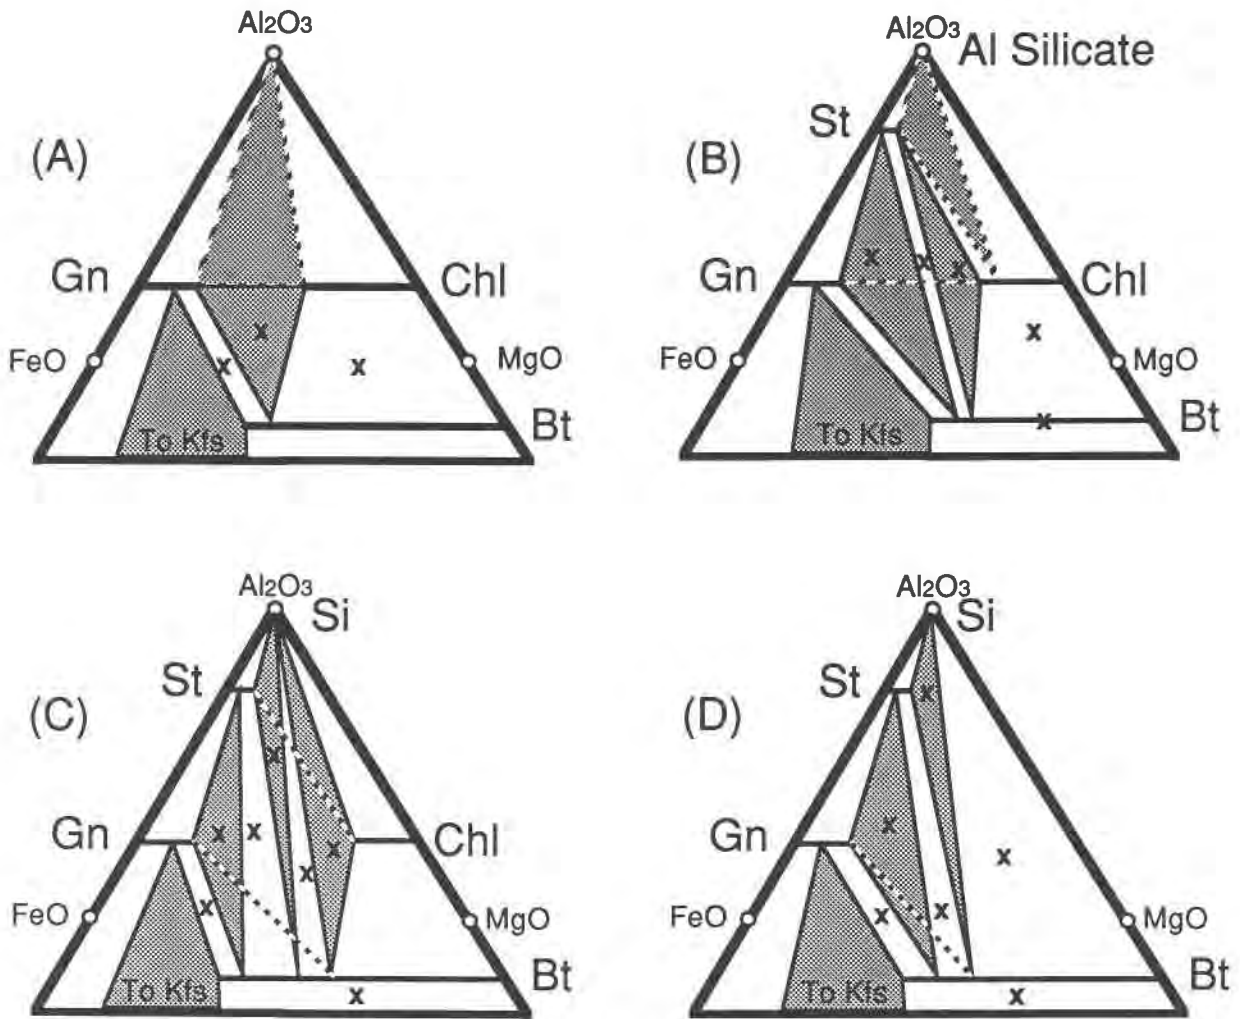 Al2O3
(A)
Gn
Chl
FeO
MgO
x
x
x
Bt
To Kfs
Al2O3 Al Silicate
St
(B)
x
x
x
Gn
Chl
x
FeO
MgO
Bt
x
To Kfs
Al2O3
Si
St
(C)
x
x
x
x
Gn
Chl
x
x
FeO
MgO
Bt
To Kfs
x
Al2O3
Si
St
x
(D)
x
Gn
x
x
x
FeO
MgO
Bt
To Kfs
x